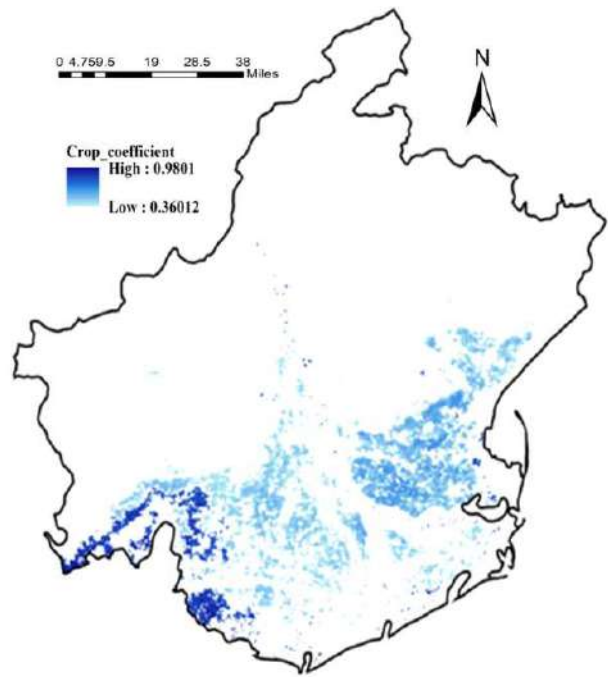 0 4.759.5 19 28.5 38
Miles
N
Crop_coefficient
High : 0.9801
Low : 0.36012